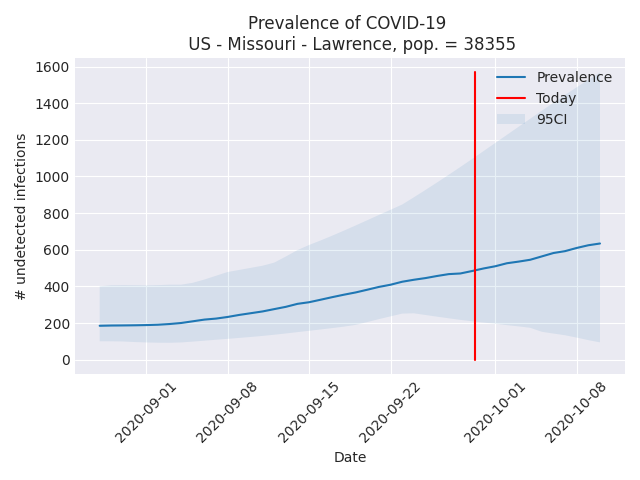 Prevalence of COVID-19
US - Missouri - Lawrence, pop. = 38355
1600
1400
1200
1000
800
600
400
200
0
# undetected infections
Prevalence
Today
95CI
2020-09-01
2020-09-08
2020-09-15
2020-09-22
2020-10-01
2020-10-08
Date